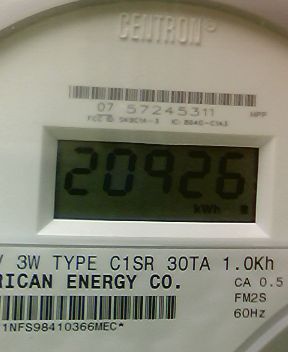 CENTRON®
07 57245311
20926
kWh
3W TYPE C1SR 30TA 1.0Kh
RICAN ENERGY CO.
CA 0.5
FM2S
60Hz
1NFS98410366MEC*